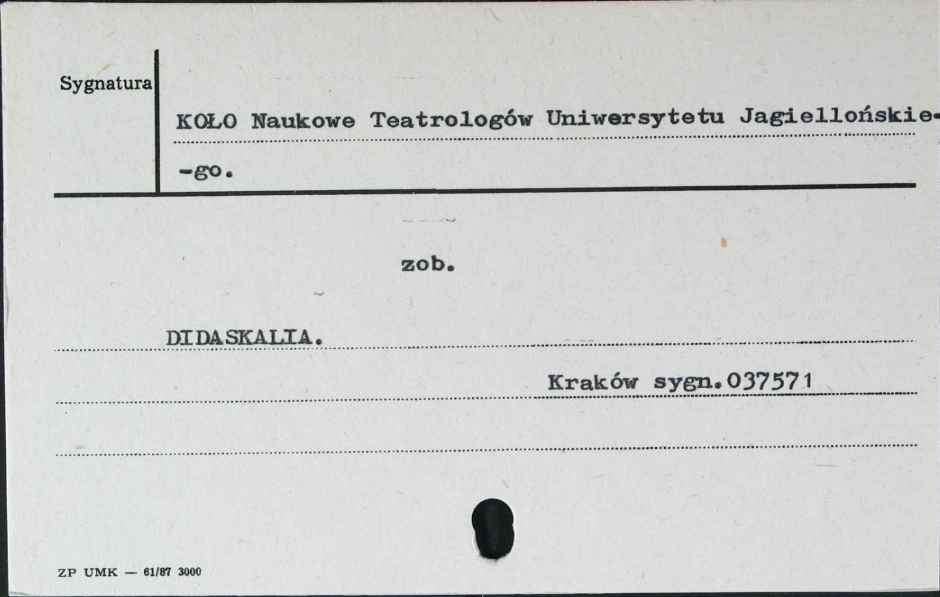 Sygnatura
KOŁO Naukowe Teatrologów Uniwersytetu Jagiellońskie-
-go.
zob.
DIDASKALIA.
Kraków sygn.037571
ZP UMK — 61/87 3000